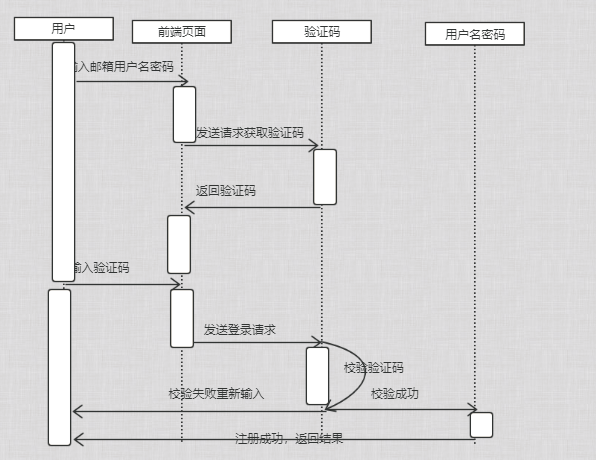 用户
前端页面
验证码
用户名密码
输入邮箱用户名密码
发送请求获取验证码
返回验证码
输入验证码
发送登录请求
校验验证码
校验失败重新输入
校验成功
注册成功，返回结果